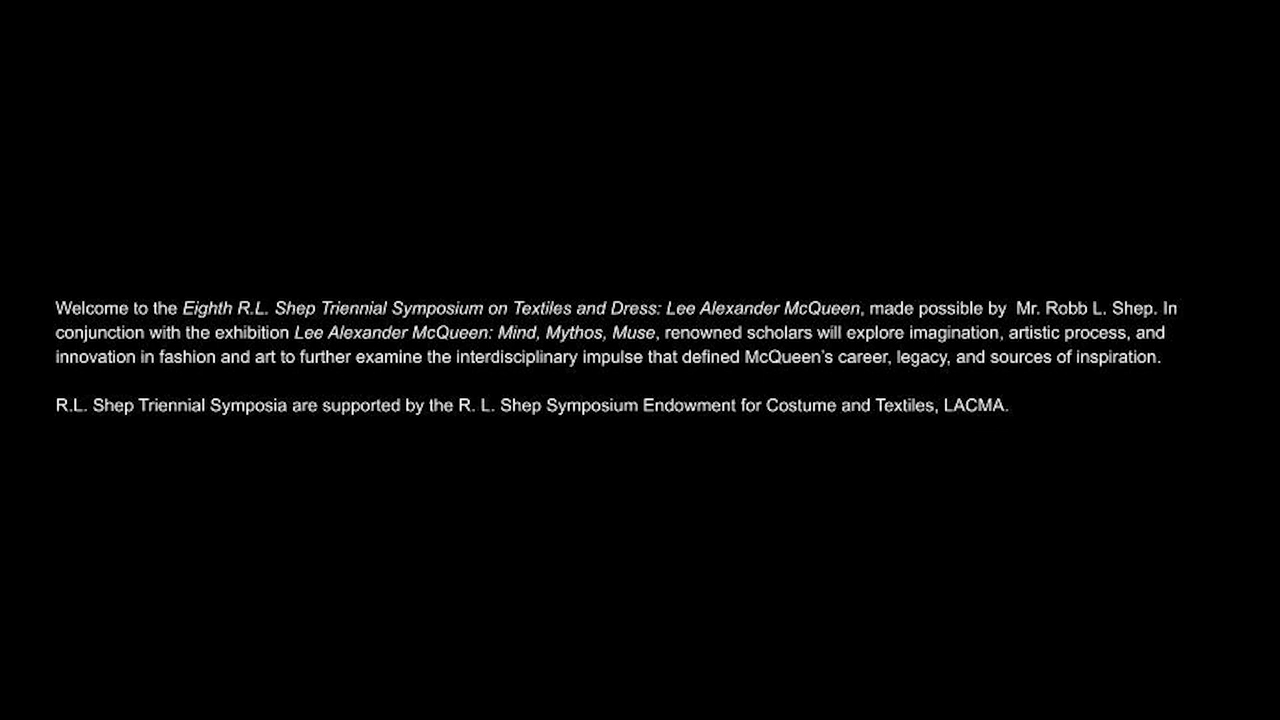 Welcome to the Eighth R.L. Shep Triennial Symposium on Textiles and Dress: Lee Alexander McQueen, made possible by  Mr. Robb L. Shep. In
conjunction with the exhibition Lee Alexander McQueen: Mind, Mythos, Muse, renowned scholars will explore imagination, artistic process, and
innovation in fashion and art to further examine the interdisciplinary impulse that defined McQueen’s career, legacy, and sources of inspiration.
R.L. Shep Triennial Symposia are supported by the R. L. Shep Symposium Endowment for Costume and Textiles, LACMA.